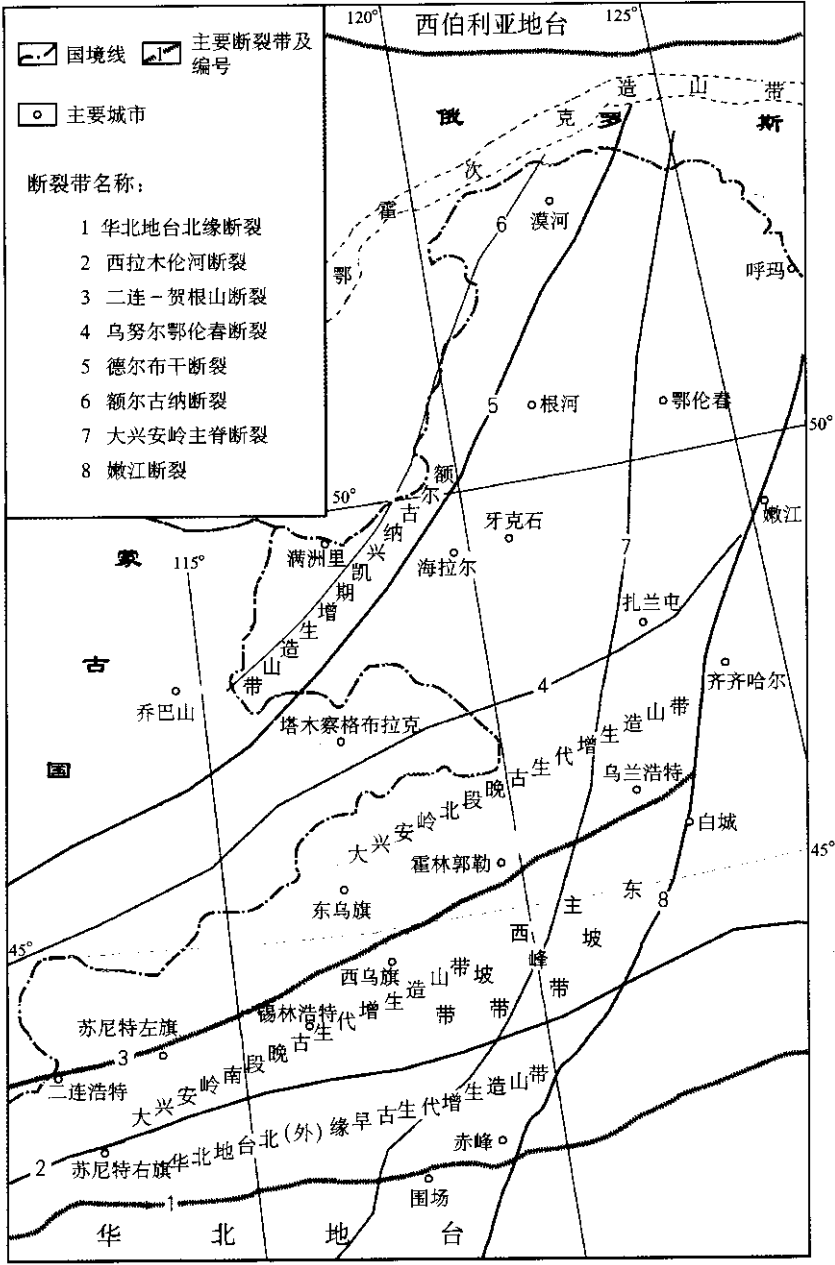 120°
125°
西伯利亚地台
国境线
1
主要断裂带及
编号
主要城市
断裂带名称：
1 华北地台北缘断裂
2 西拉木伦河断裂
3 二连－贺根山断裂
4 乌努尔鄂伦春断裂
5 德尔布干断裂
6 额尔古纳断裂
7 大兴安岭主脊断裂
8 嫩江断裂
俄罗斯
鄂霍次克造山带
6
漠河
呼玛
5
根河
鄂伦春
50°
50°
嫩江
额尔古纳兴凯期增生造山带
满洲里
牙克石
海拉尔
7
115°
蒙古国
扎兰屯
乔巴山
4
齐齐哈尔
塔木察格布拉克
大兴安岭北段晚古生代增生造山带
乌兰浩特
白城
霍林郭勒
45°
东乌旗
8
45°
西坡带
主峰带
东坡带
西乌旗
锡林浩特
苏尼特左旗
3
二连浩特
大兴安岭南段晚古生代增生造山带
华北地台北(外)缘早古生代增生造山带
2
苏尼特右旗
赤峰
围场
1
华北地台